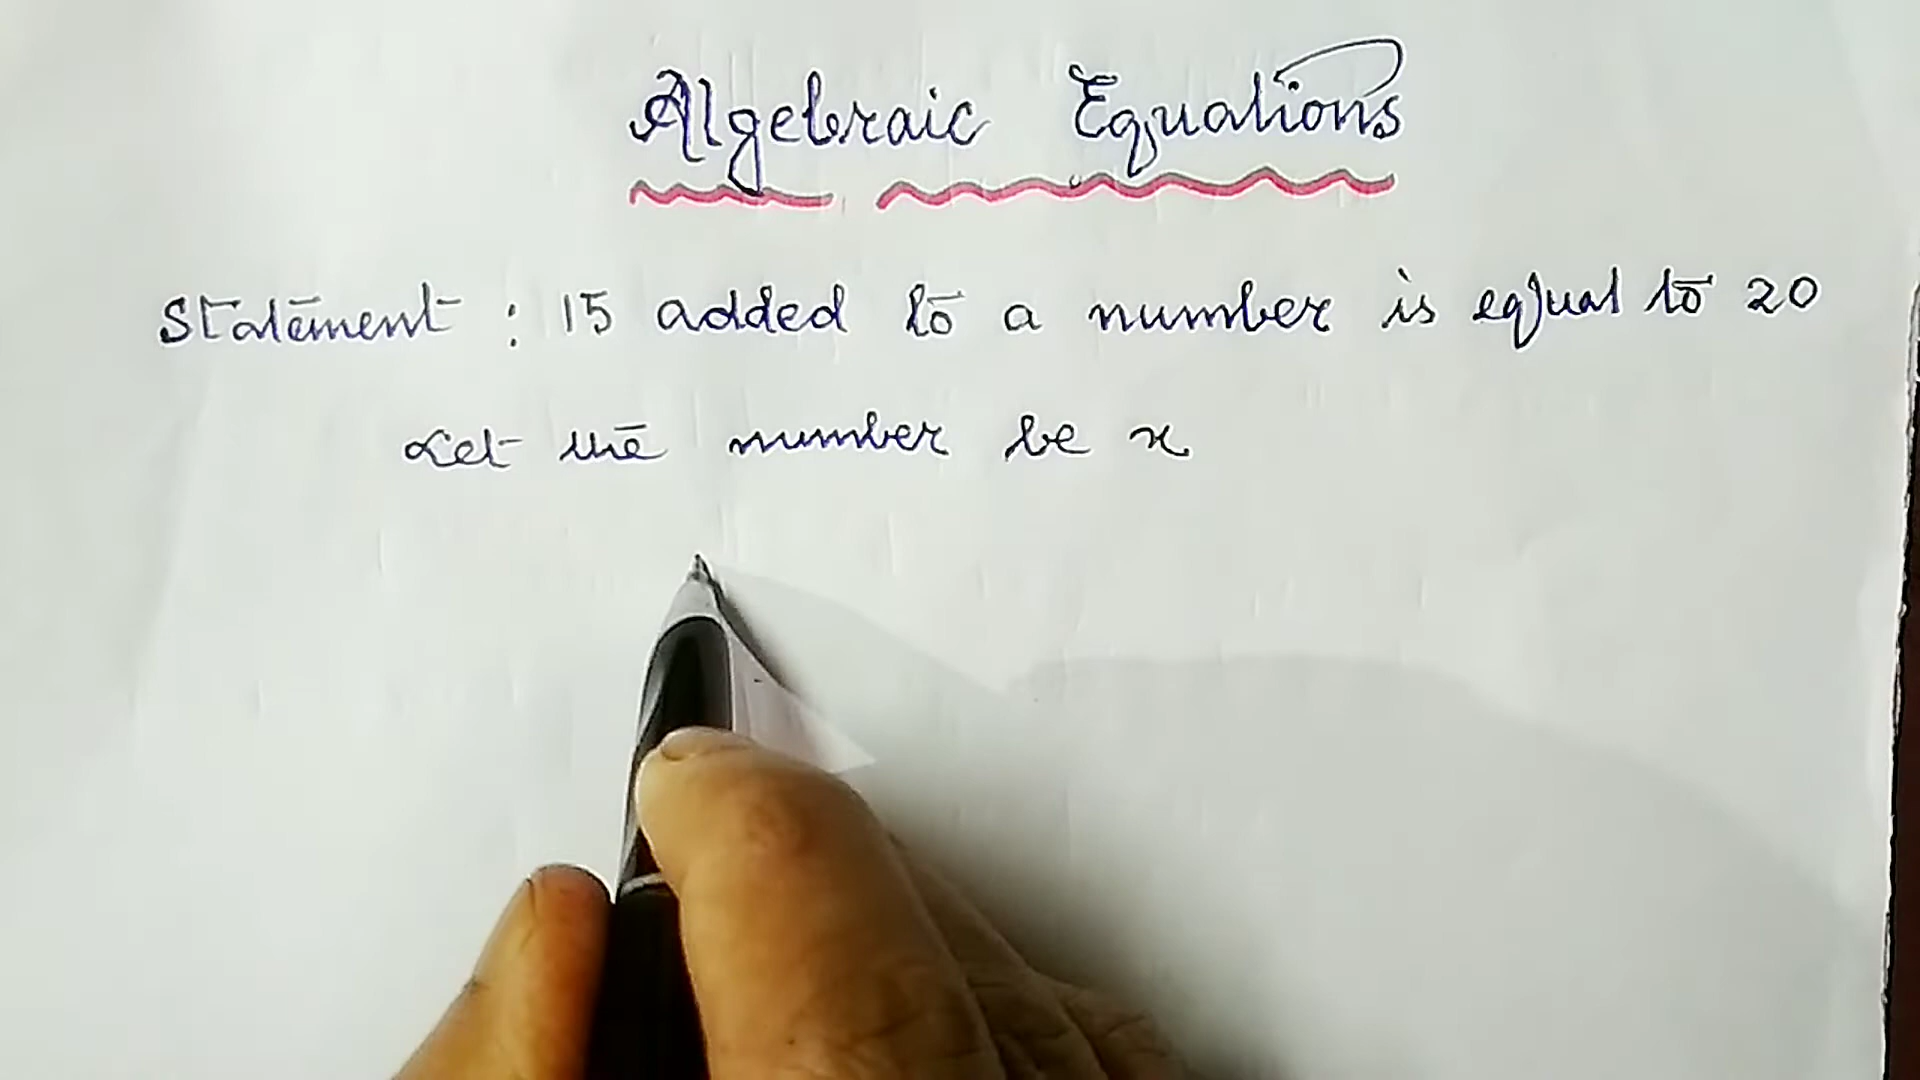 Algebraic Equations
Statement : 15 added to a number is equal to 20
Let the number be x